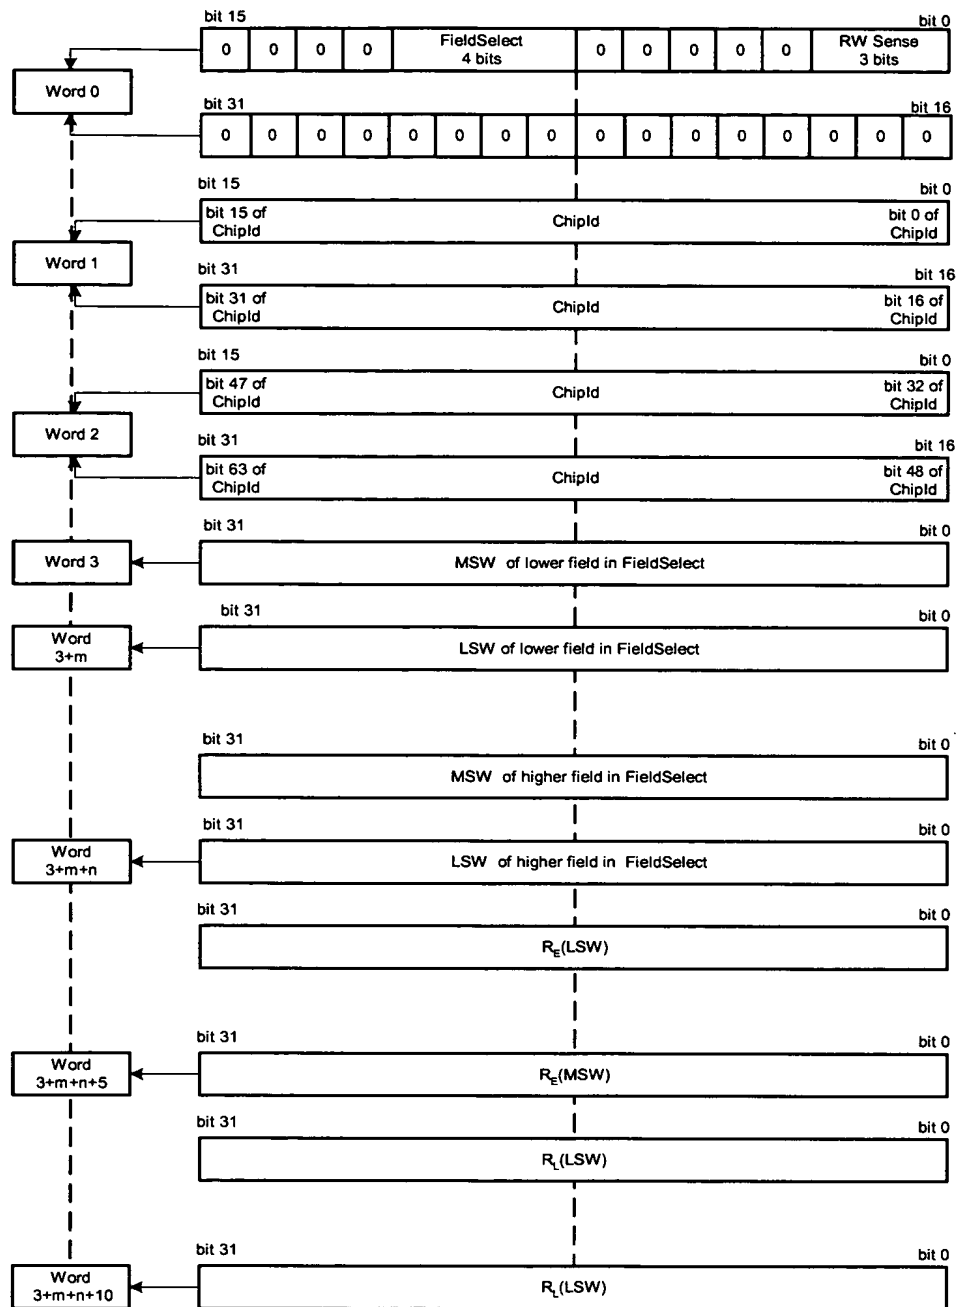 bit 15
bit 0
0 0 0 0 FieldSelect 4 bits 0 0 0 0 0 RW Sense 3 bits
Word 0
bit 31
bit 16
0 0 0 0 0 0 0 0 0 0 0 0 0 0 0 0
bit 15
bit 0
bit 15 of ChipId
ChipId
bit 0 of ChipId
Word 1
bit 31
bit 16
bit 31 of ChipId
ChipId
bit 16 of ChipId
bit 15
bit 0
bit 47 of ChipId
ChipId
bit 32 of ChipId
Word 2
bit 31
bit 16
bit 63 of ChipId
ChipId
bit 48 of ChipId
bit 31
bit 0
Word 3
MSW of lower field in FieldSelect
bit 31
bit 0
Word 3+m
LSW of lower field in FieldSelect
bit 31
bit 0
MSW of higher field in FieldSelect
bit 31
bit 0
Word 3+m+n
LSW of higher field in FieldSelect
bit 31
bit 0
R_E(LSW)
bit 31
bit 0
Word 3+m+n+5
R_E(MSW)
bit 31
bit 0
R_L(LSW)
bit 31
bit 0
Word 3+m+n+10
R_L(LSW)